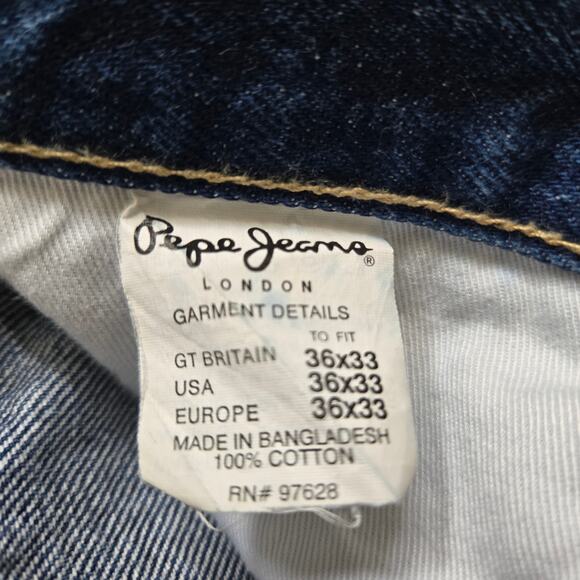 Pepe Jeans®
LONDON
GARMENT DETAILS
TO FIT
GT BRITAIN 36x33
USA 36x33
EUROPE 36x33
MADE IN BANGLADESH
100% COTTON
RN# 97628